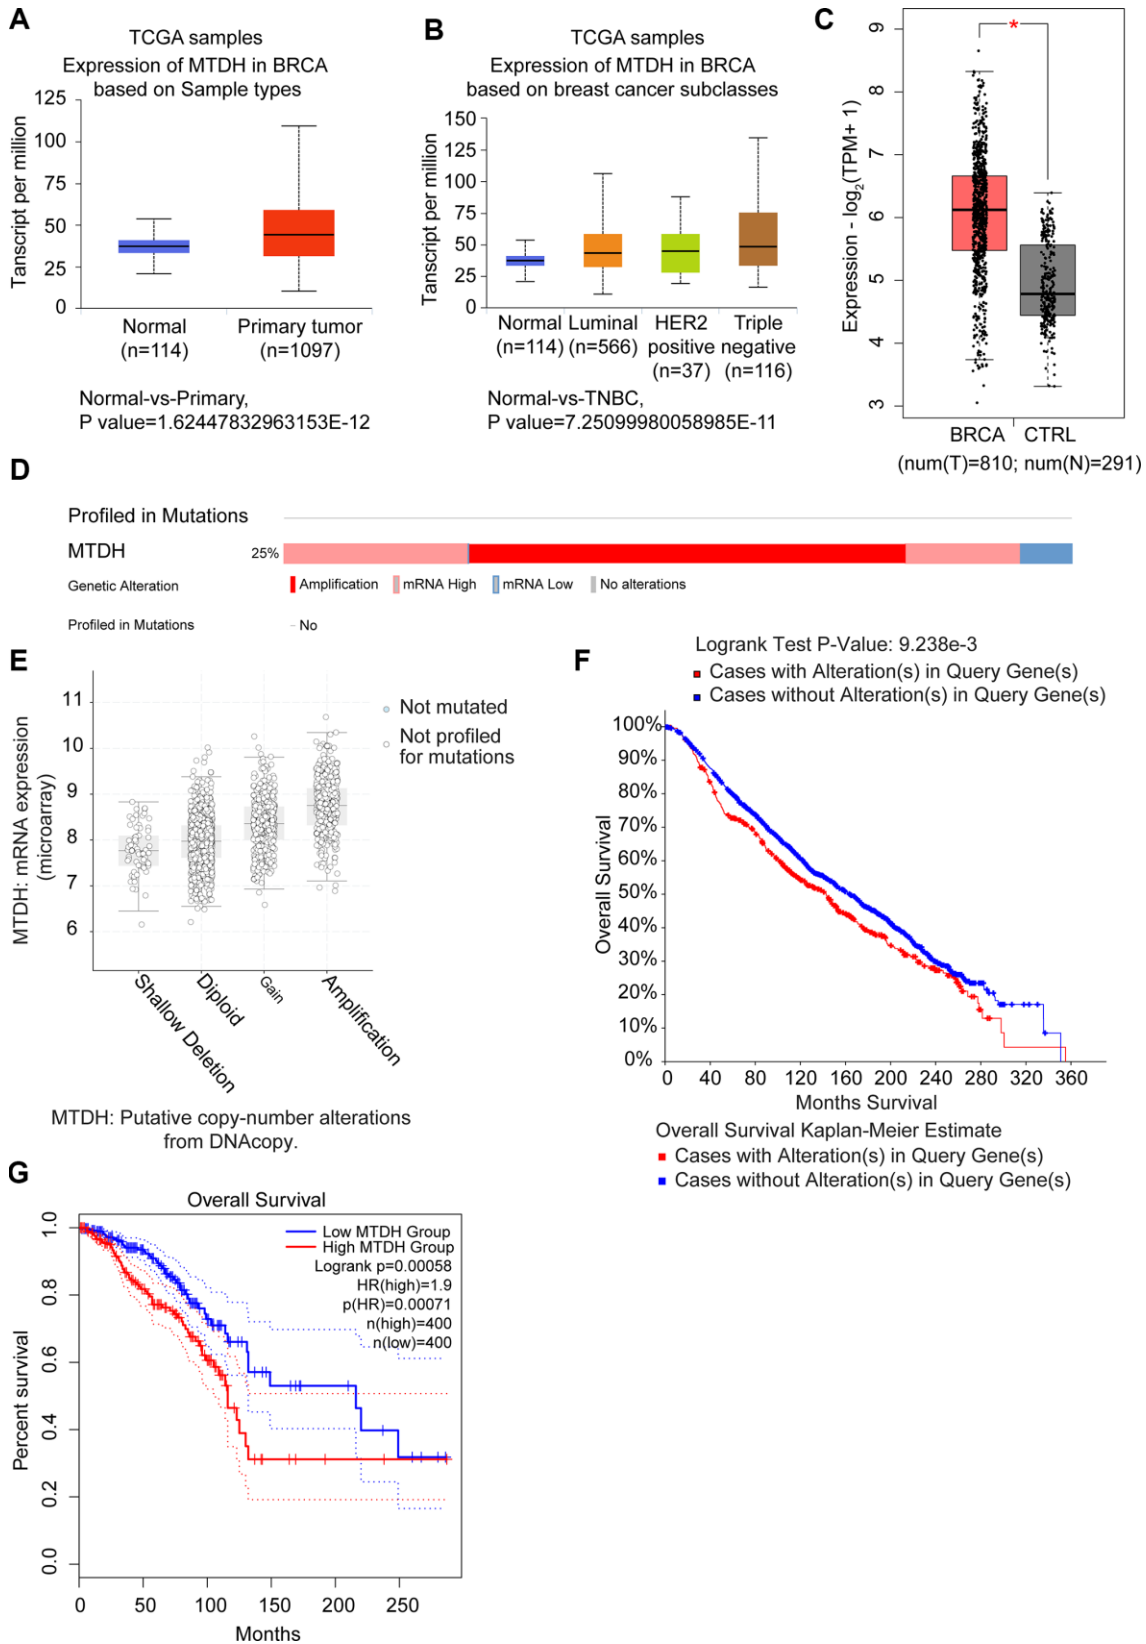 A
TCGA samples
Expression of MTDH in BRCA
based on Sample types
Tanscript per million
125
100
75
50
25
0
Normal
(n=114)
Primary tumor
(n=1097)
Normal-vs-Primary,
P value=1.62447832963153E-12
B
TCGA samples
Expression of MTDH in BRCA
based on breast cancer subclasses
Tanscript per million
150
125
100
75
50
25
0
Normal
(n=114)
Luminal
(n=566)
HER2
positive
(n=37)
Triple
negative
(n=116)
Normal-vs-TNBC,
P value=7.25099980058985E-11
C
*
Expression - log2(TPM+ 1)
9
8
7
6
5
4
3
BRCA CTRL
(num(T)=810; num(N)=291)
D
Profiled in Mutations
MTDH 25%
Genetic Alteration Amplification mRNA High mRNA Low No alterations
Profiled in Mutations – No
E
MTDH: mRNA expression
(microarray)
11
10
9
8
7
6
Not mutated
Not profiled
for mutations
Shallow Deletion
Diploid
Gain
Amplification
MTDH: Putative copy-number alterations
from DNAcopy.
F
Logrank Test P-Value: 9.238e-3
Cases with Alteration(s) in Query Gene(s)
Cases without Alteration(s) in Query Gene(s)
Overall Survival
100%
90%
80%
70%
60%
50%
40%
30%
20%
10%
0%
0 40 80 120 160 200 240 280 320 360
Months Survival
Overall Survival Kaplan-Meier Estimate
Cases with Alteration(s) in Query Gene(s)
Cases without Alteration(s) in Query Gene(s)
G
Overall Survival
Low MTDH Group
High MTDH Group
Logrank p=0.00058
HR(high)=1.9
p(HR)=0.00071
n(high)=400
n(low)=400
Percent survival
1.0
0.8
0.6
0.4
0.2
0.0
0 50 100 150 200 250
Months